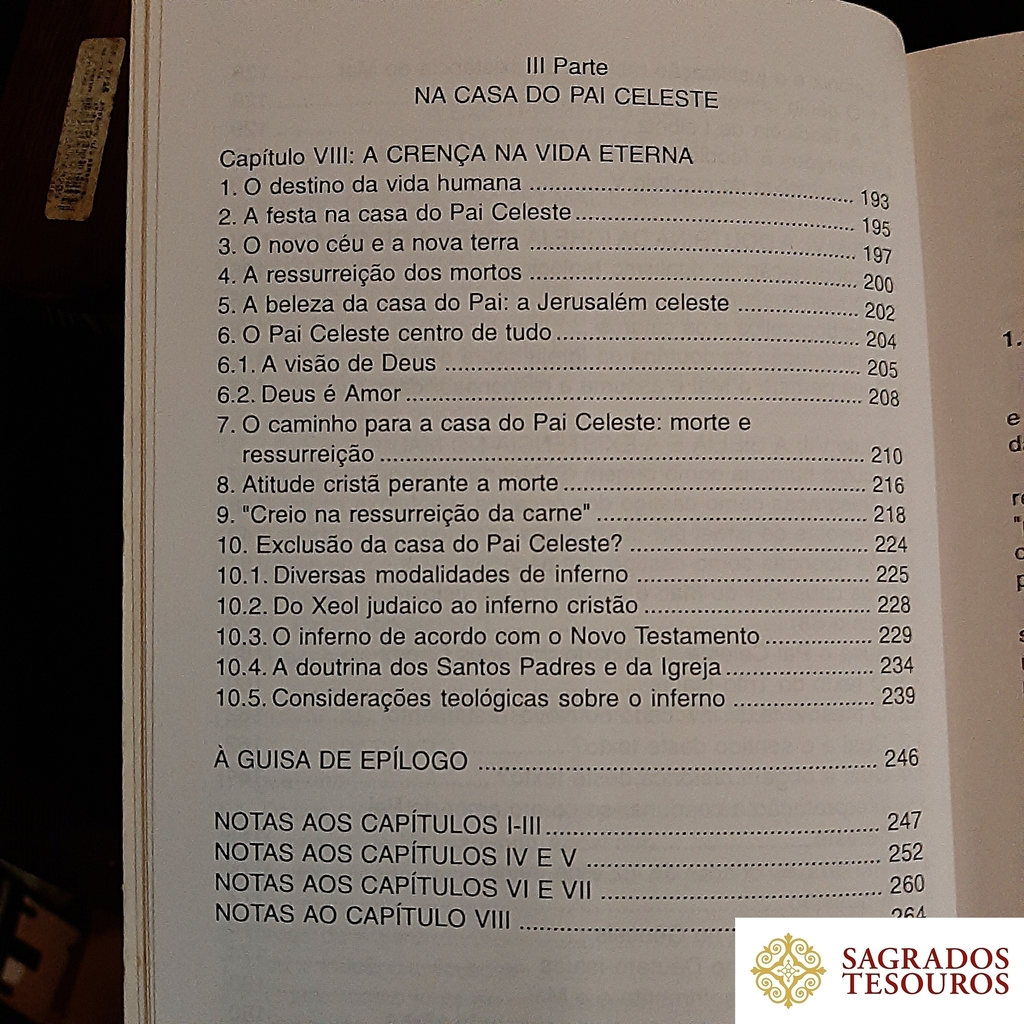 III Parte
NA CASA DO PAI CELESTE
Capítulo VIII: A CRENÇA NA VIDA ETERNA
1. O destino da vida humana ........ 193
2. A festa na casa do Pai Celeste ........ 195
3. O novo céu e a nova terra ........ 197
4. A ressurreição dos mortos ........ 200
5. A beleza da casa do Pai: a Jerusalém celeste ........ 202
6. O Pai Celeste centro de tudo ........ 204
6.1. A visão de Deus ........ 205
6.2. Deus é Amor ........ 208
7. O caminho para a casa do Pai Celeste: morte e
ressurreição ........ 210
8. Atitude cristã perante a morte ........ 216
9. "Creio na ressurreição da carne" ........ 218
10. Exclusão da casa do Pai Celeste? ........ 224
10.1. Diversas modalidades de inferno ........ 225
10.2. Do Xeol judaico ao inferno cristão ........ 228
10.3. O inferno de acordo com o Novo Testamento ........ 229
10.4. A doutrina dos Santos Padres e da Igreja ........ 234
10.5. Considerações teológicas sobre o inferno ........ 239
À GUISA DE EPÍLOGO ........ 246
NOTAS AOS CAPÍTULOS I-III ........ 247
NOTAS AOS CAPÍTULOS IV E V ........ 252
NOTAS AOS CAPÍTULOS VI E VII ........ 260
NOTAS AO CAPÍTULO VIII ........ 264
1.
e
SAGRADOS
TESOUROS